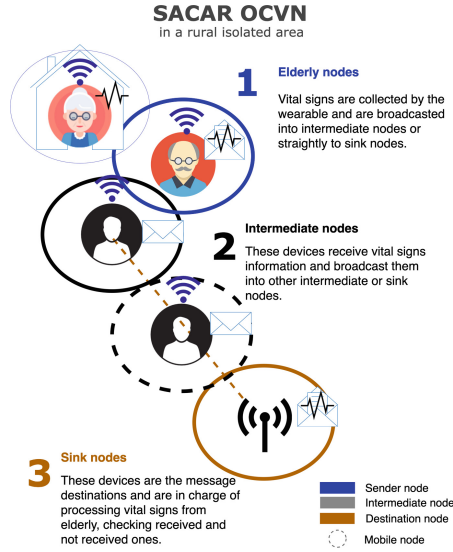 SACAR OCVN
in a rural isolated area
1
Elderly nodes
Vital signs are collected by the
wearable and are broadcasted
into intermediate nodes or
straightly to sink nodes.
2
Intermediate nodes
These devices receive vital signs
information and broadcast them
into other intermediate or sink
nodes.
3
Sink nodes
These devices are the message
destinations and are in charge of
processing vital signs from
elderly, checking received and
not received ones.
Sender node
Intermediate node
Destination node
Mobile node